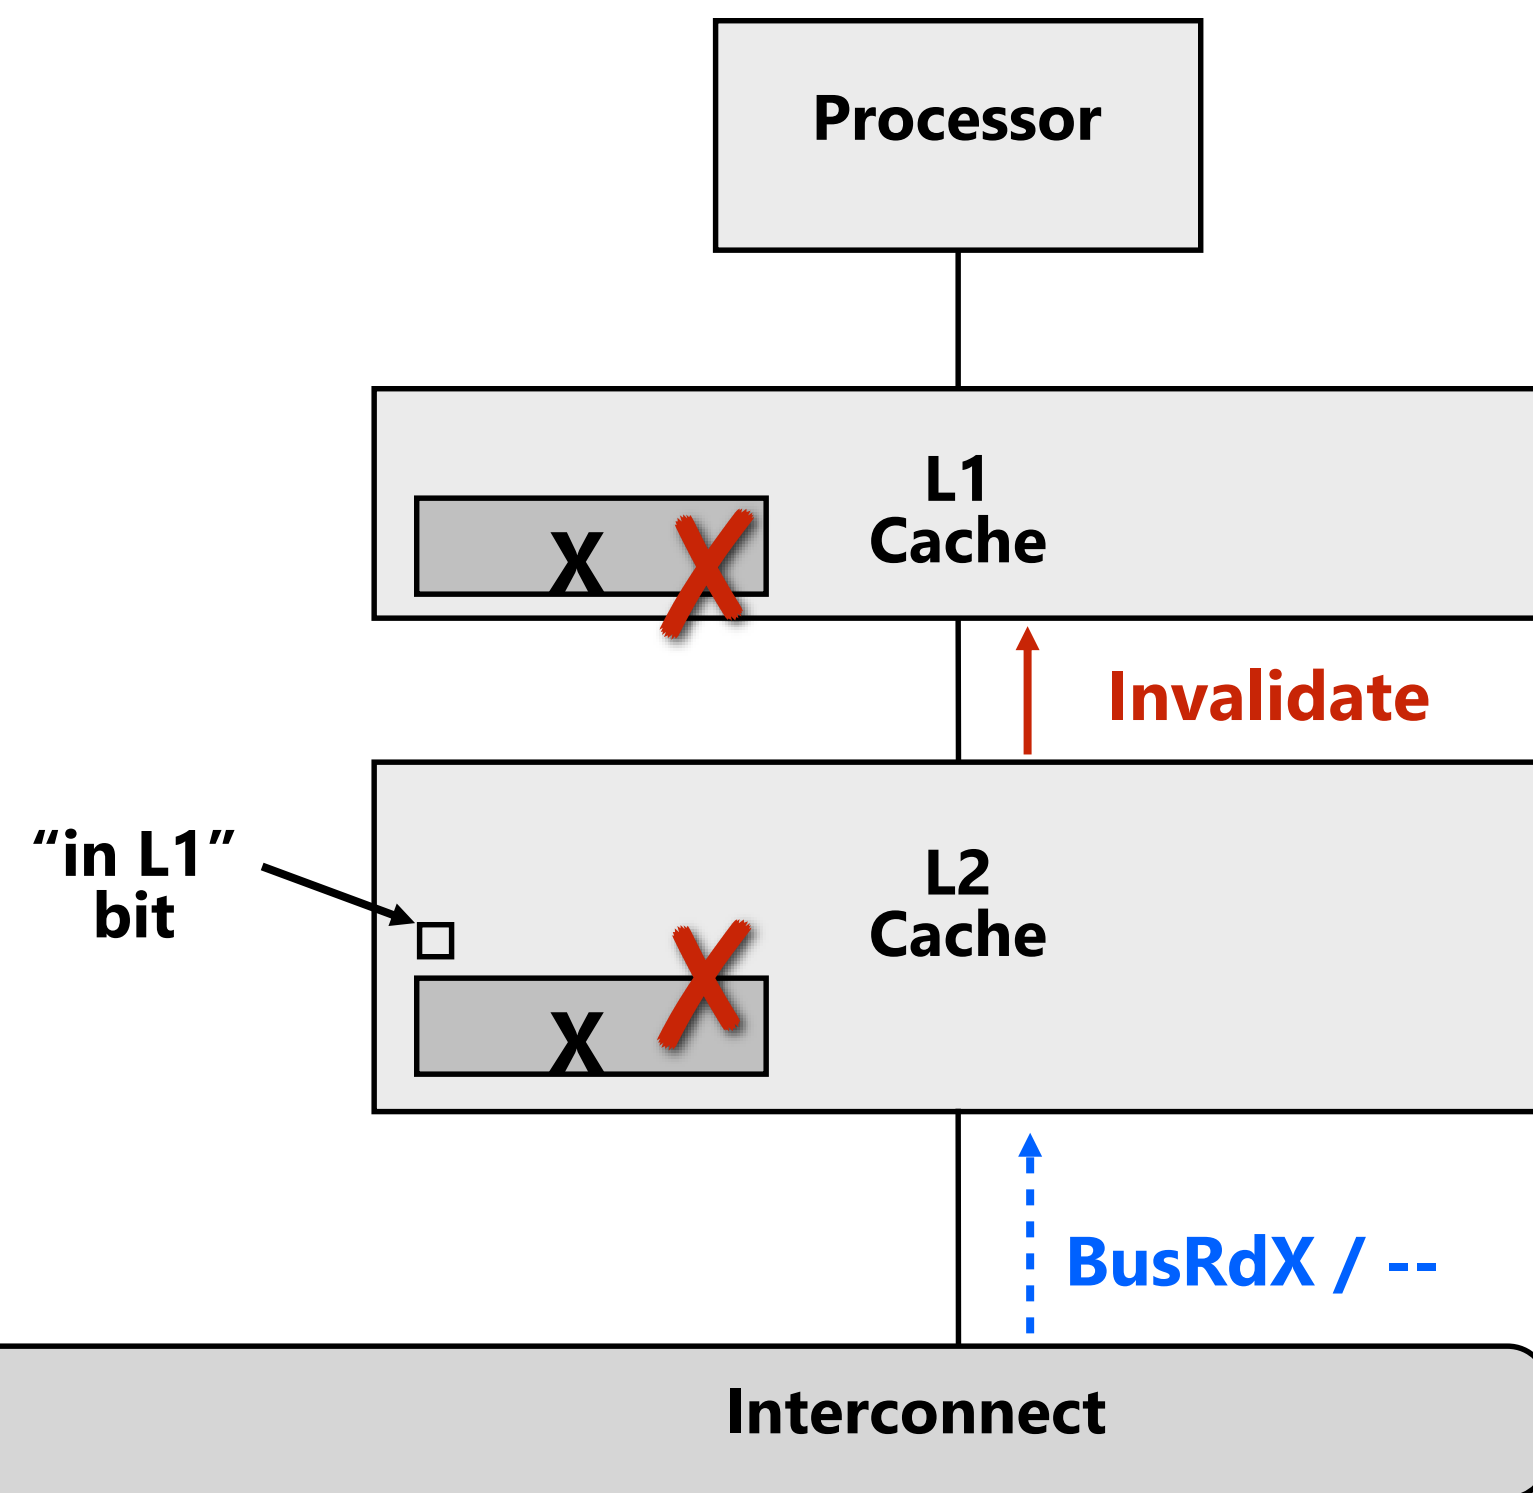 Processor
L1
Cache
X
Invalidate
“in L1”
bit
L2
Cache
X
BusRdX / --
Interconnect